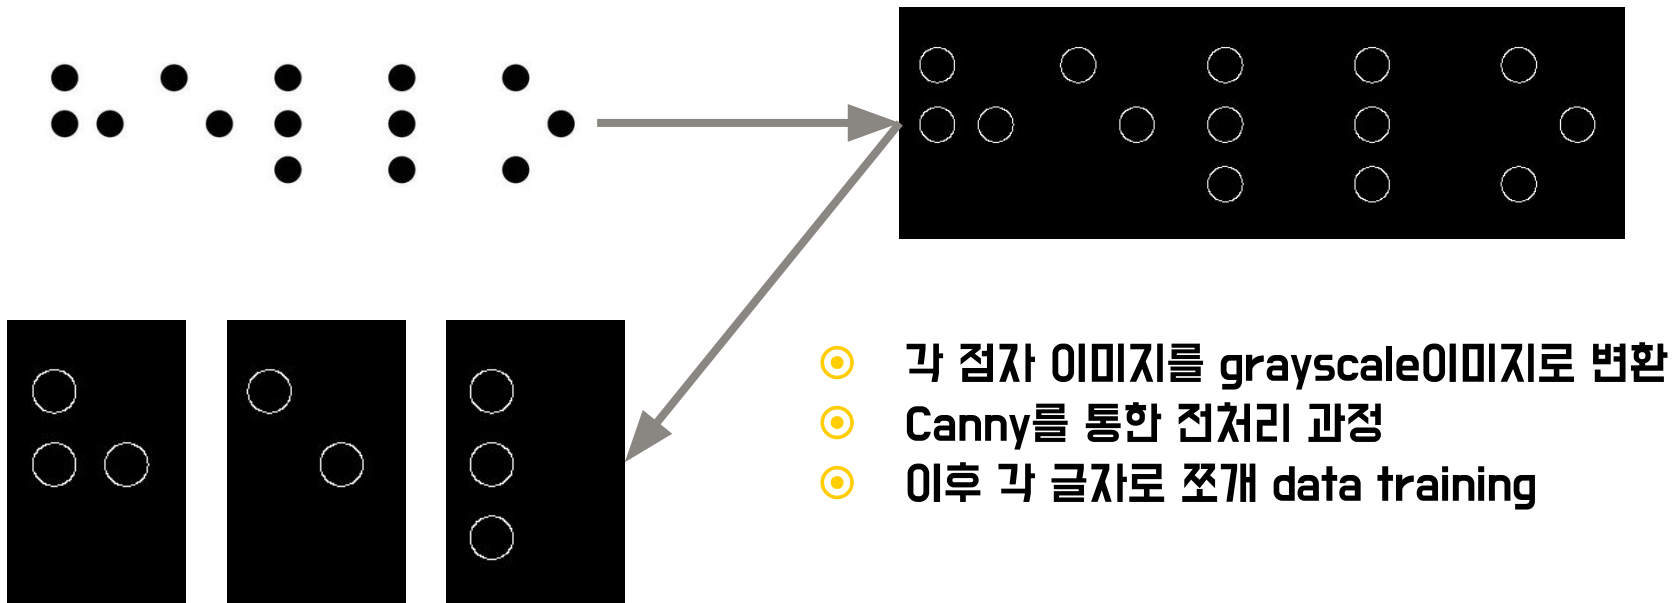 각 점자 이미지를 grayscale이미지로 변환
Canny를 통한 전처리 과정
이후 각 글자로 쪼개 data training